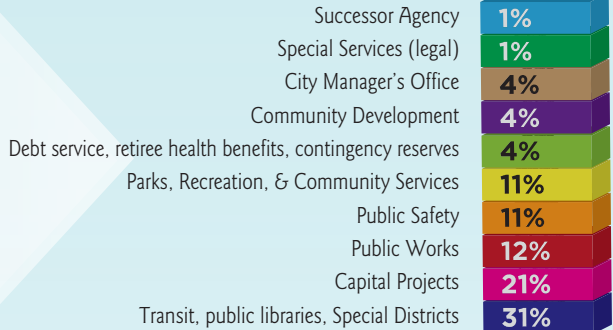 Successor Agency 1%
Special Services (legal) 1%
City Manager's Office 4%
Community Development 4%
Debt service, retiree health benefits, contingency reserves 4%
Parks, Recreation, & Community Services 11%
Public Safety 11%
Public Works 12%
Capital Projects 21%
Transit, public libraries, Special Districts 31%